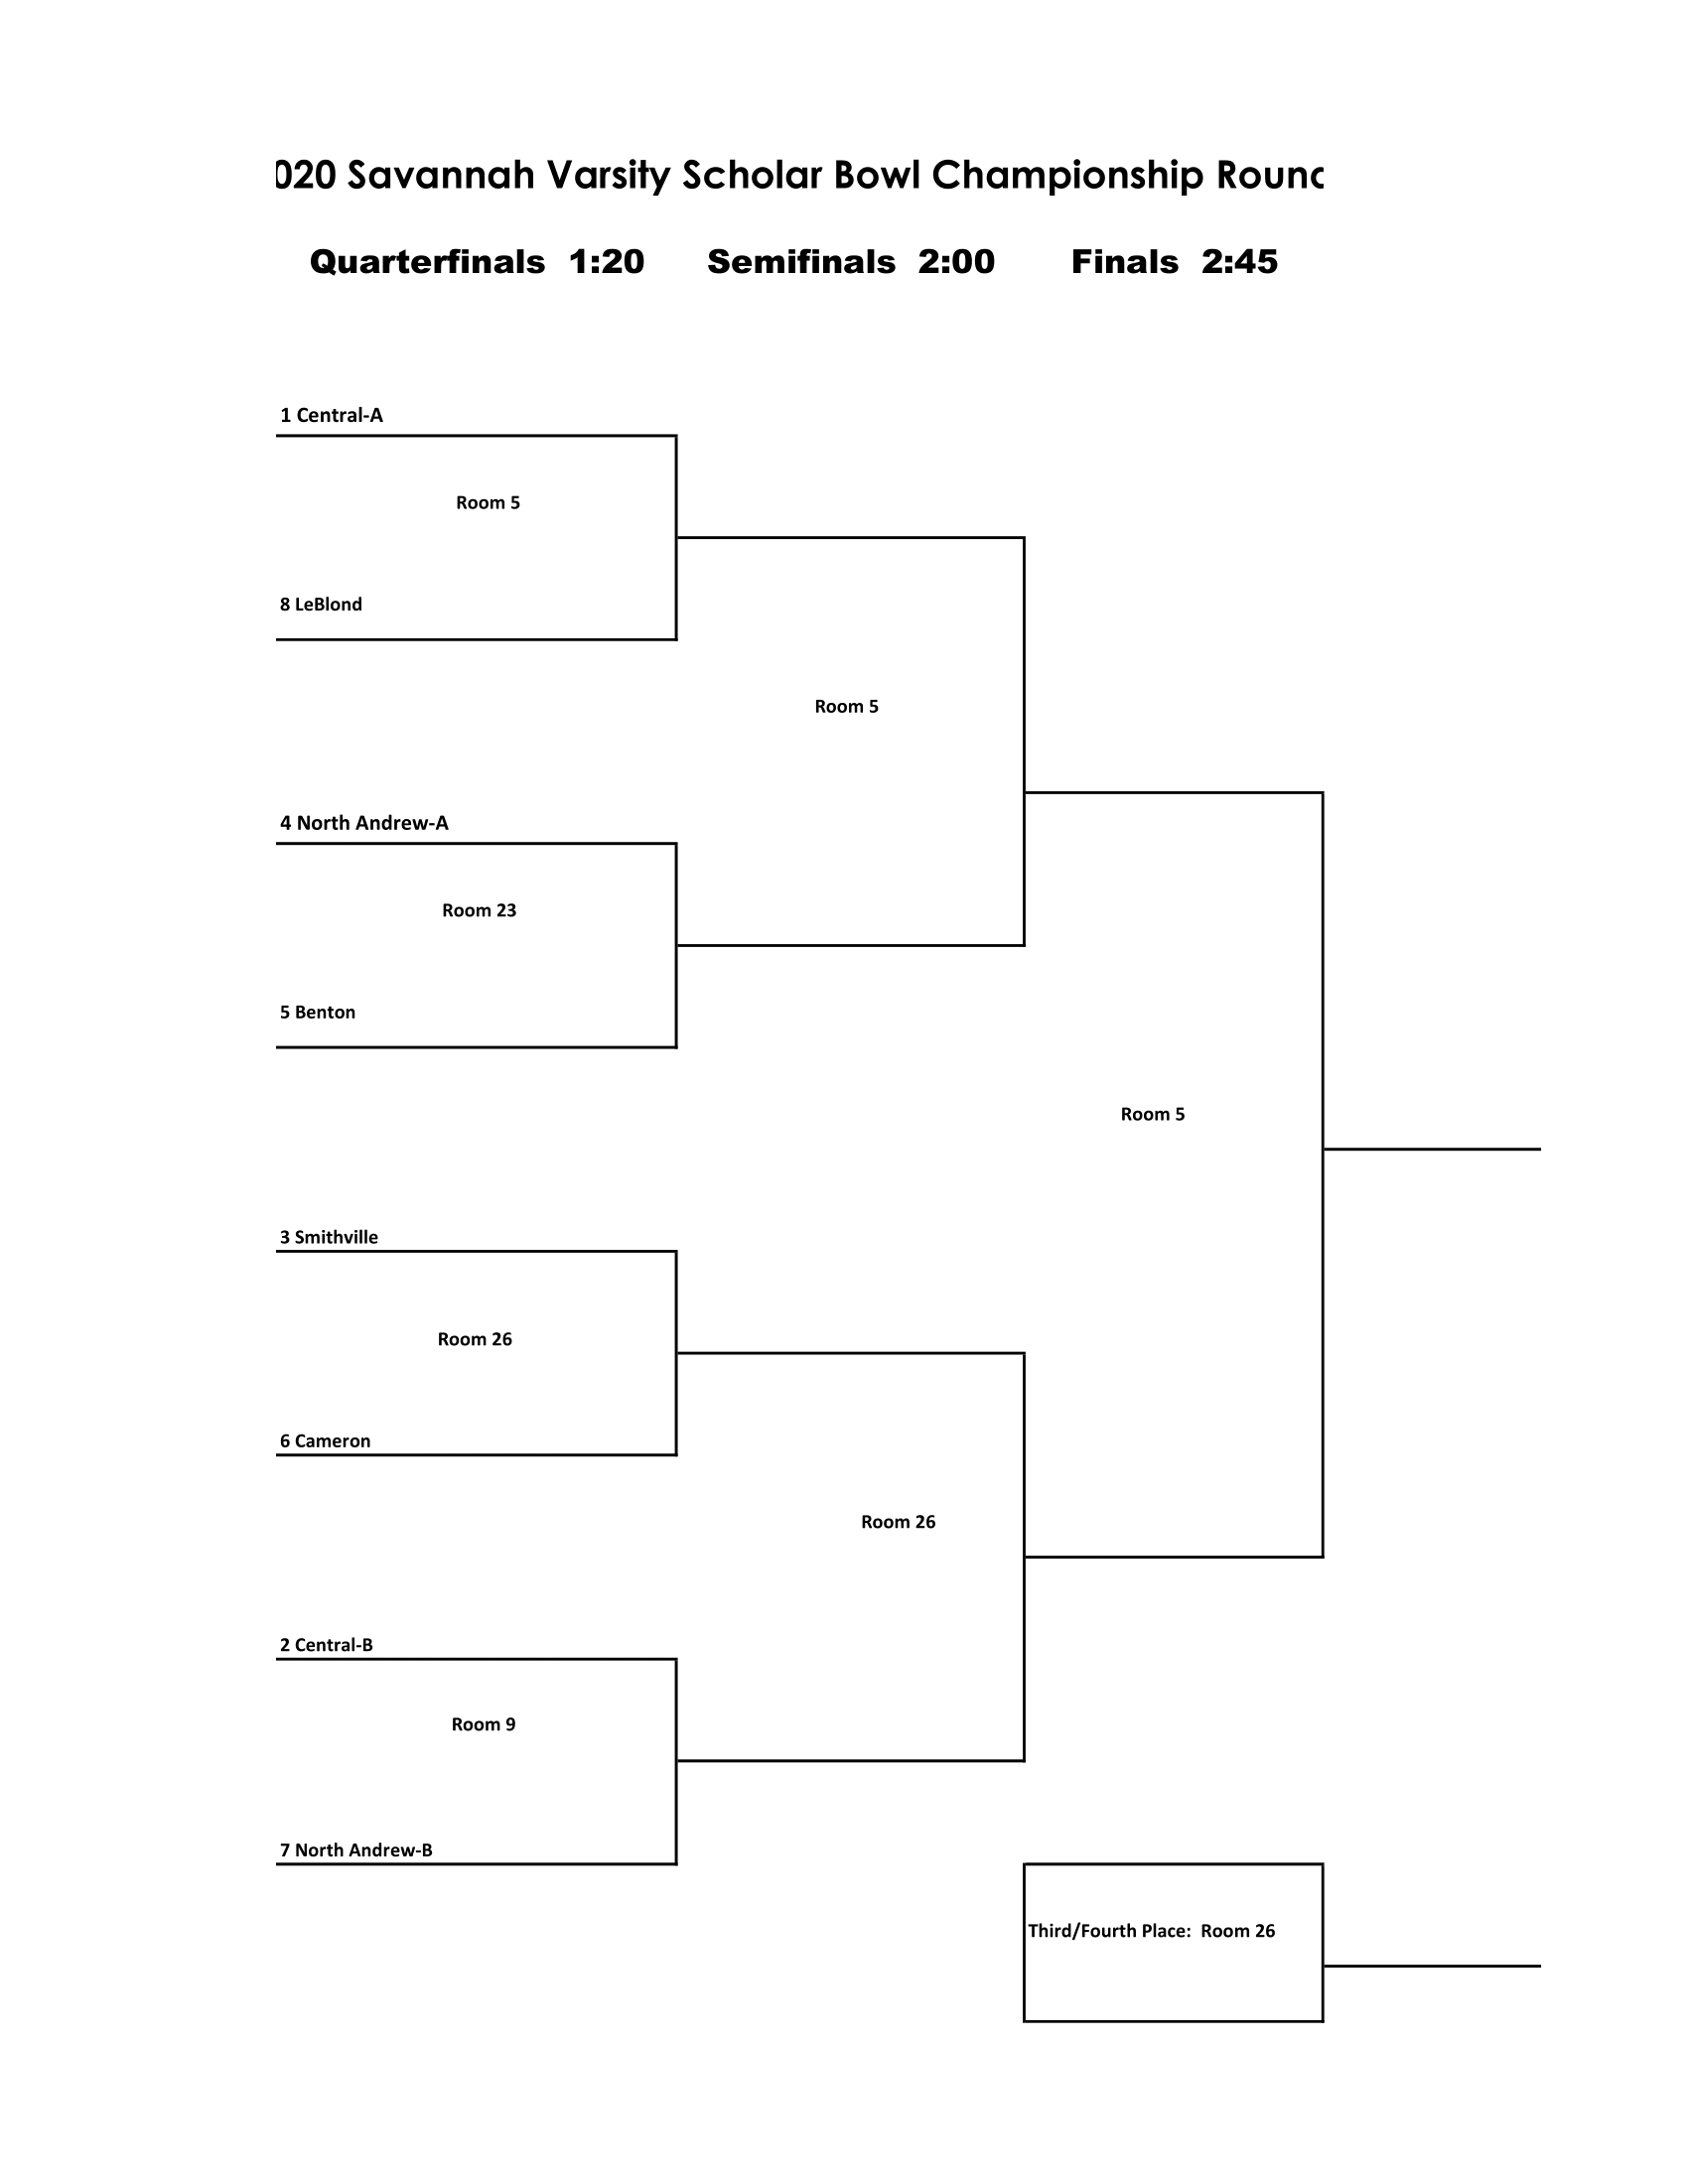 020 Savannah Varsity Scholar Bowl Championship Roun
Quarterfinals 1:20 Semifinals 2:00 Finals 2:45
1 Central-A
Room 5
8 LeBlond
Room 5
4 North Andrew-A
Room 23
5 Benton
Room 5
3 Smithville
Room 26
6 Cameron
Room 26
2 Central-B
Room 9
7 North Andrew-B
Third/Fourth Place: Room 26